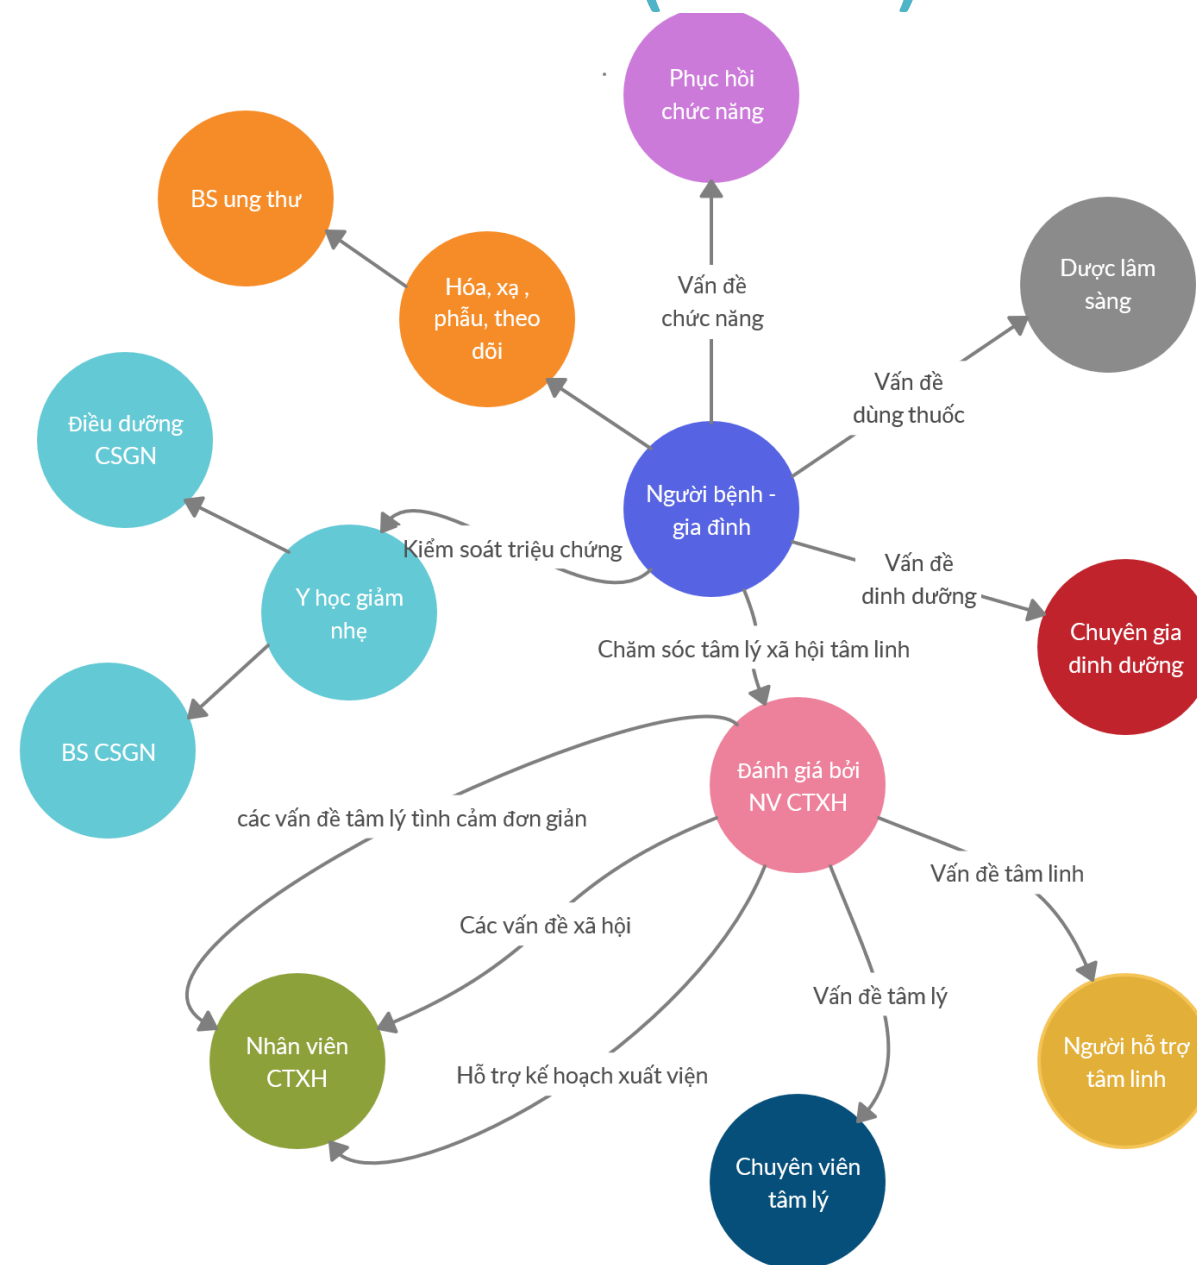 Phục hồi
chức năng
BS ung thư
Hóa, xạ ,
phẫu, theo
dõi
Vấn đề
chức năng
Dược lâm
sàng
Vấn đề
dùng thuốc
Điều dưỡng
CSGN
Người bệnh -
gia đình
Kiểm soát triệu chứng
Vấn đề
dinh dưỡng
Y học giảm
nhẹ
Chuyên gia
dinh dưỡng
Chăm sóc tâm lý xã hội tâm linh
BS CSGN
Đánh giá bởi
NV CTXH
các vấn đề tâm lý tình cảm đơn giản
Vấn đề tâm linh
Các vấn đề xã hội
Vấn đề tâm lý
Nhân viên
CTXH
Người hỗ trợ
tâm linh
Hỗ trợ kế hoạch xuất viện
Chuyên viên
tâm lý